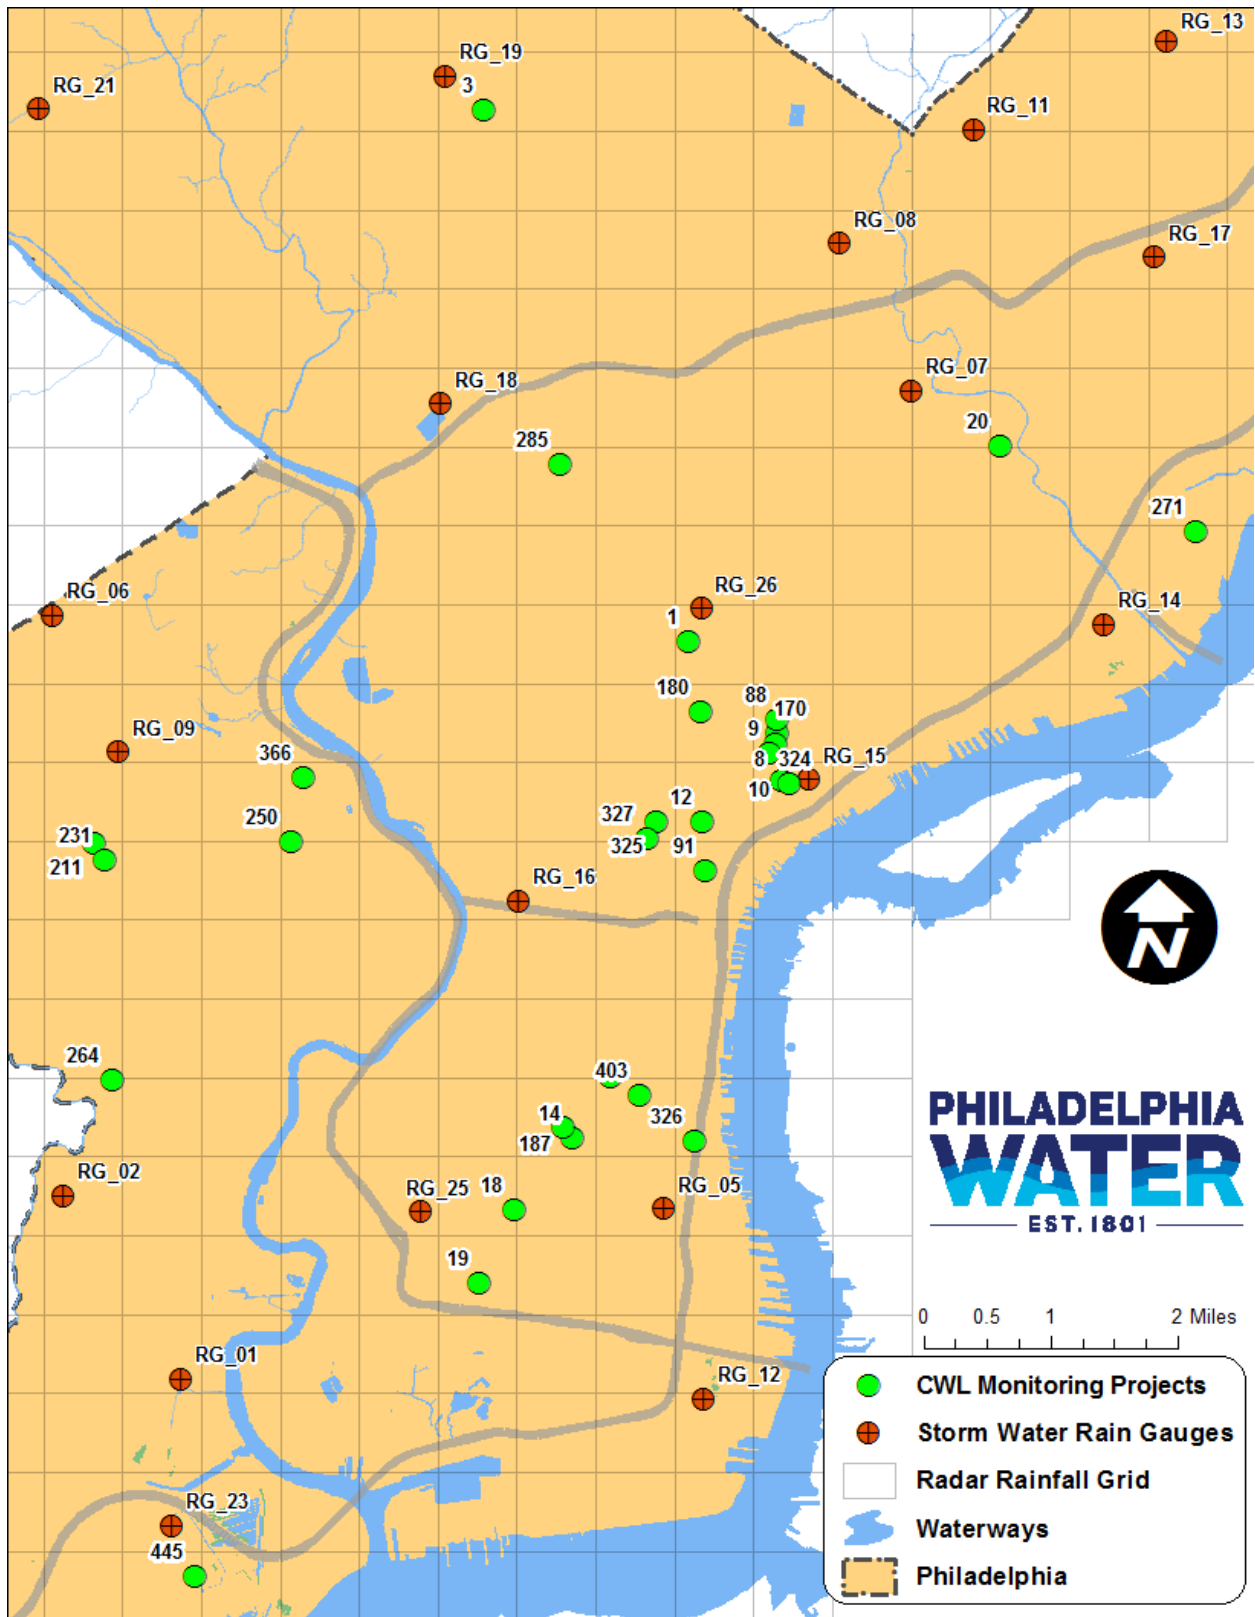 RG_13
RG_19
3
RG_21
RG_11
RG_08
RG_17
RG_18
RG_07
285
20
271
RG_06
RG_26
1
RG_14
180
88
170
9
RG_09
366
8
324
RG_15
10
250
327
12
231
325
91
211
RG_16
N
264
403
14
326
187
PHILADELPHIA
WATER
EST. 1801
RG_02
RG_25
18
RG_05
19
0 0.5 1 2 Miles
RG_01
RG_12
CWL Monitoring Projects
Storm Water Rain Gauges
Radar Rainfall Grid
Waterways
Philadelphia
RG_23
445